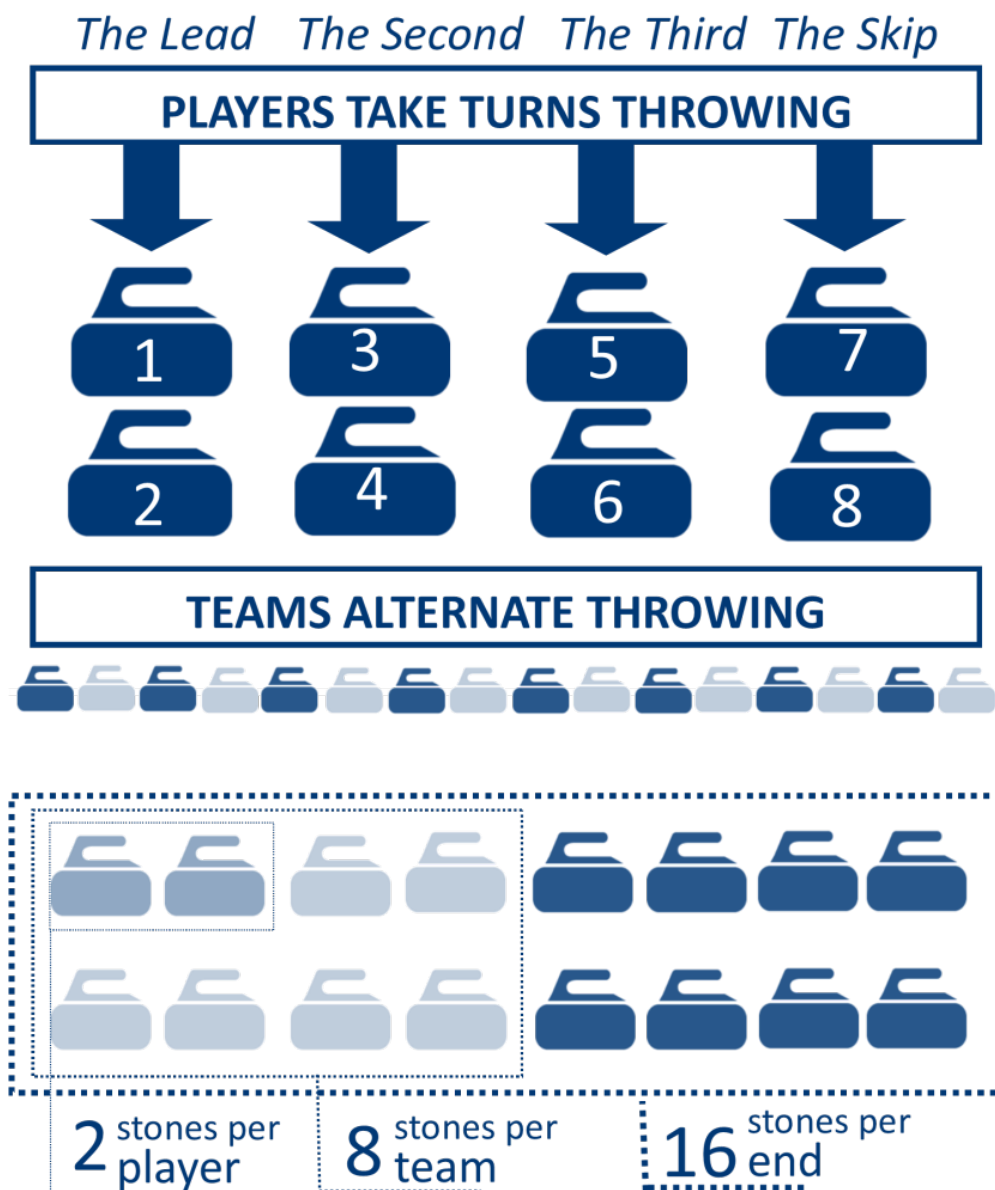 The Lead The Second The Third The Skip
PLAYERS TAKE TURNS THROWING
1 3 5 7
2 4 6 8
TEAMS ALTERNATE THROWING
2 stones per player
8 stones per team
16 stones per end